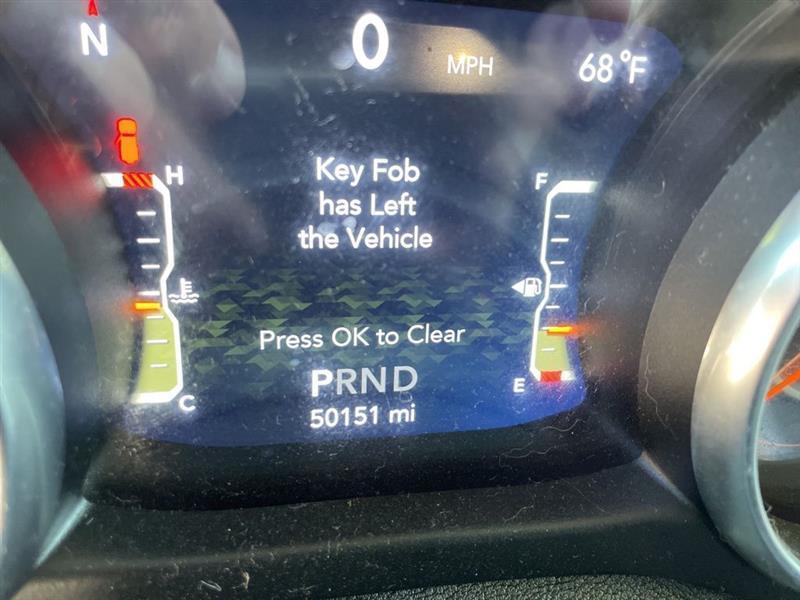 N
0 MPH
68°F
H
F
Key Fob
has Left
the Vehicle
Press OK to Clear
C
E
PRND
50151 mi